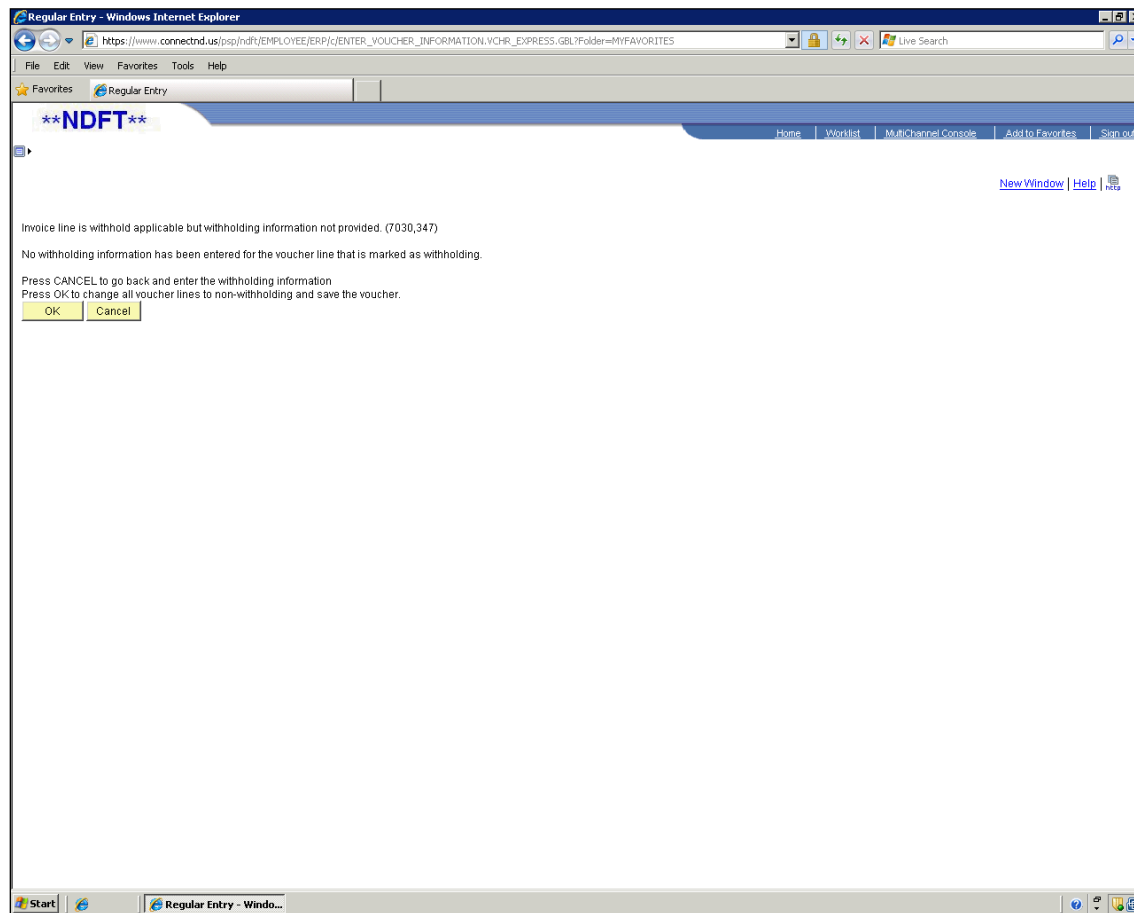 Regular Entry - Windows Internet Explorer
https://www.connectnd.us/psp/ndft/EMPLOYEE/ERP/c/ENTER_VOUCHER_INFORMATION.VCHR_EXPRESS.GBL?Folder=MYFAVORITES
Live Search
File Edit View Favorites Tools Help
Favorites Regular Entry
**NDFT**
Home Worklist MultiChannel Console Add to Favorites Sign out
New Window | Help | http
Invoice line is withhold applicable but withholding information not provided. (7030,347)
No withholding information has been entered for the voucher line that is marked as withholding.
Press CANCEL to go back and enter the withholding information
Press OK to change all voucher lines to non-withholding and save the voucher.
OK Cancel
Start Regular Entry - Windo...